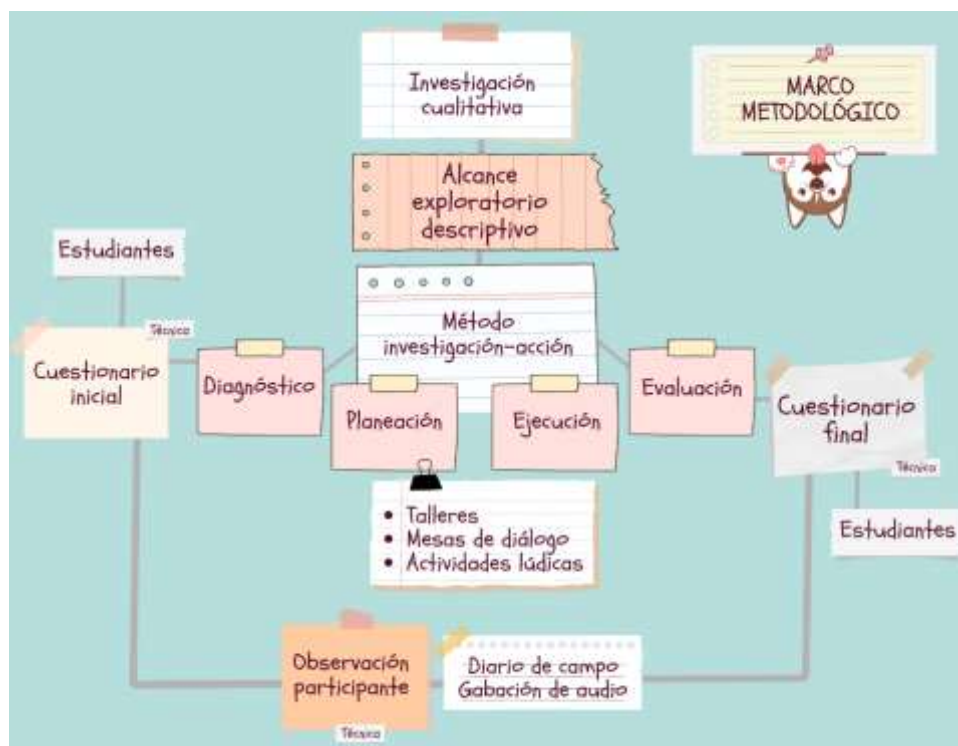 Investigación
cualitativa
MARCO
METODOLÓGICO
Alcance
exploratorio
descriptivo
Estudiantes
Técnica
Método
investigación-acción
Cuestionario
inicial
Diagnóstico
Planeación
Ejecución
Evaluación
Cuestionario
final
Técnica
• Talleres
• Mesas de diálogo
• Actividades lúdicas
Estudiantes
Observación
participante
Técnica
Diario de campo
Gabación de audio